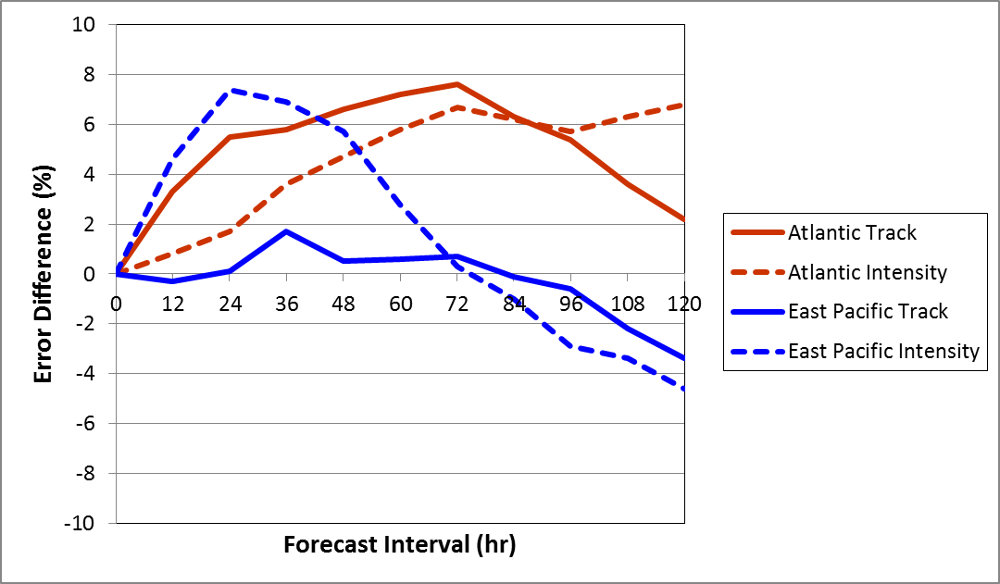 10
8
6
4
2
0
-2
-4
-6
-8
-10
Error Difference (%)
0 12 24 36 48 60 72 84 96 108 120
Forecast Interval (hr)
Atlantic Track
Atlantic Intensity
East Pacific Track
East Pacific Intensity